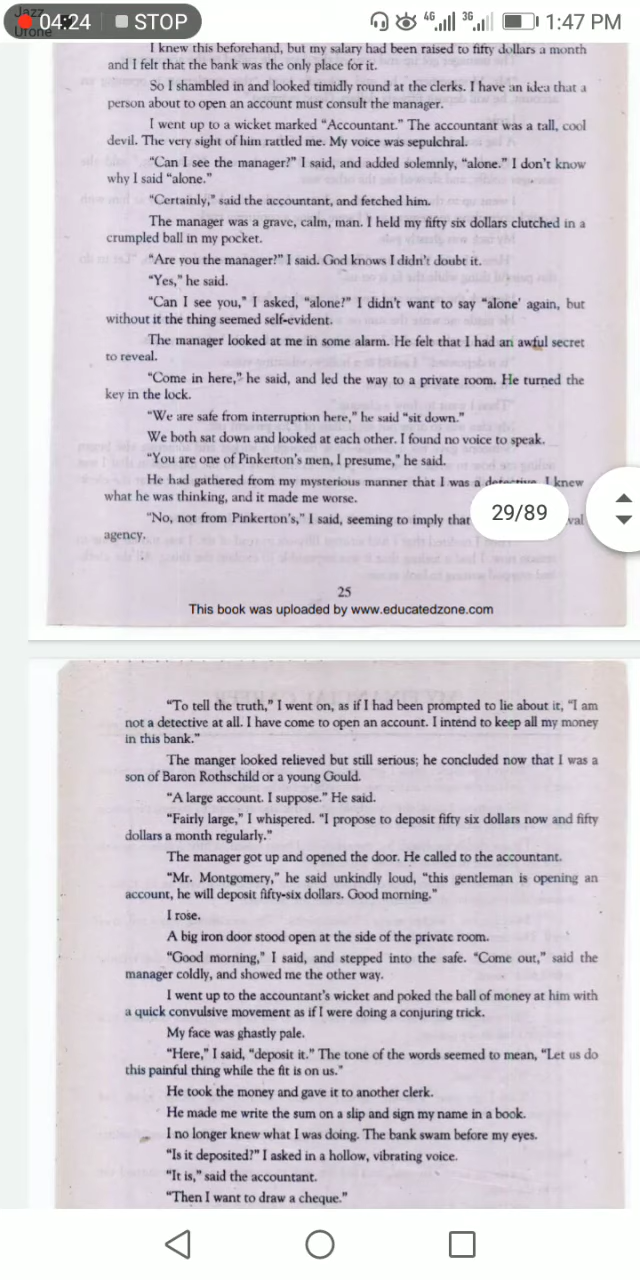 Jazz
Ufone
04:24 STOP 4G 3G 1:47 PM
I knew this beforehand, but my salary had been raised to fifty dollars a month
and I felt that the bank was the only place for it.
So I shambled in and looked timidly round at the clerks. I have an idea that a
person about to open an account must consult the manager.
I went up to a wicket marked “Accountant.” The accountant was a tall, cool
devil. The very sight of him rattled me. My voice was sepulchral.
“Can I see the manager?” I said, and added solemnly, “alone.” I don’t know
why I said “alone.”
“Certainly,” said the accountant, and fetched him.
The manager was a grave, calm, man. I held my fifty six dollars clutched in a
crumpled ball in my pocket.
“Are you the manager?” I said. God knows I didn’t doubt it.
“Yes,” he said.
“Can I see you,” I asked, “alone?” I didn’t want to say “alone’ again, but
without it the thing seemed self-evident.
The manager looked at me in some alarm. He felt that I had an awful secret
to reveal.
“Come in here,” he said, and led the way to a private room. He turned the
key in the lock.
“We are safe from interruption here,” he said “sit down.”
We both sat down and looked at each other. I found no voice to speak.
“You are one of Pinkerton’s men, I presume,” he said.
He had gathered from my mysterious manner that I was a detective. I knew
what he was thinking, and it made me worse.
“No, not from Pinkerton’s,” I said, seeming to imply that val
agency.
29/89
25
This book was uploaded by www.educatedzone.com
“To tell the truth,” I went on, as if I had been prompted to lie about it, “I am
not a detective at all. I have come to open an account. I intend to keep all my money
in this bank.”
The manger looked relieved but still serious; he concluded now that I was a
son of Baron Rothschild or a young Gould.
“A large account. I suppose.” He said.
“Fairly large,” I whispered. “I propose to deposit fifty six dollars now and fifty
dollars a month regularly.”
The manager got up and opened the door. He called to the accountant.
“Mr. Montgomery,” he said unkindly loud, “this gentleman is opening an
account, he will deposit fifty-six dollars. Good morning.”
I rose.
A big iron door stood open at the side of the private room.
“Good morning,” I said, and stepped into the safe. “Come out,” said the
manager coldly, and showed me the other way.
I went up to the accountant’s wicket and poked the ball of money at him with
a quick convulsive movement as if I were doing a conjuring trick.
My face was ghastly pale.
“Here,” I said, “deposit it.” The tone of the words seemed to mean, “Let us do
this painful thing while the fit is on us.”
He took the money and gave it to another clerk.
He made me write the sum on a slip and sign my name in a book.
I no longer knew what I was doing. The bank swam before my eyes.
“Is it deposited?” I asked in a hollow, vibrating voice.
“It is,” said the accountant.
“Then I want to draw a cheque.”